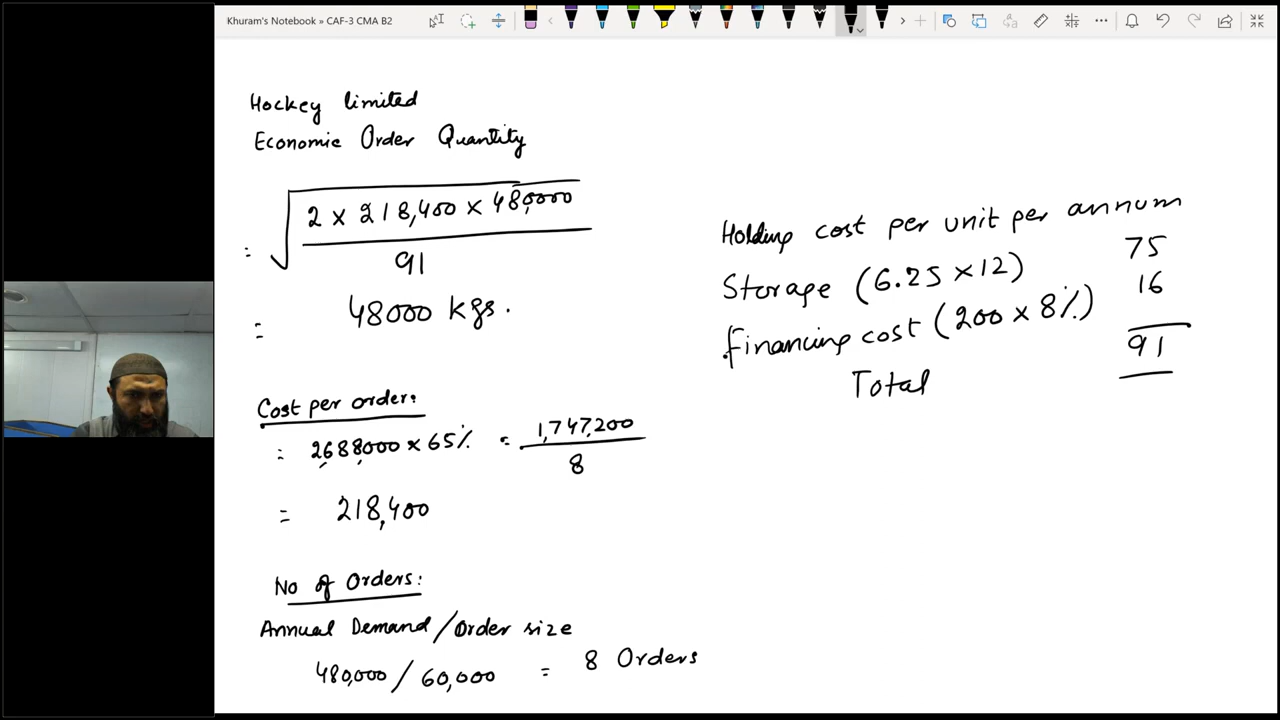 Khuram's Notebook » CAF-3 CMA B2
Hockey limited
Economic Order Quantity
= √ 2 × 218,400 × 480,000
91
= 48000 kgs.
Holding cost per unit per annum
Storage (6.25 × 12) 75
Financing cost (200 × 8%) 16
Total 91
Cost per order:
= 2688000 × 65% = 1,747,200
8
= 218,400
No of Orders:
Annual Demand / Order size
480,000 / 60,000 = 8 Orders